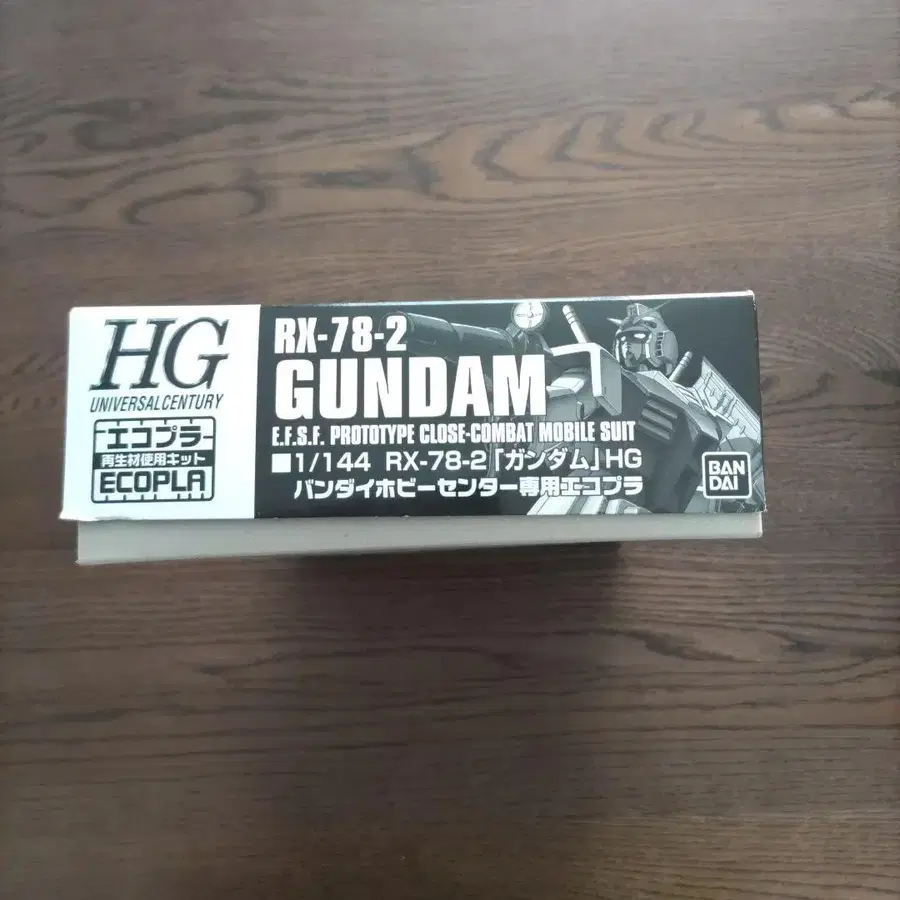 HG
UNIVERSAL CENTURY
エコプラ
再生材使用キット
ECOPLA
RX-78-2
GUNDAM
E.F.S.F. PROTOTYPE CLOSE-COMBAT MOBILE SUIT
■1/144 RX-78-2「ガンダム」HG
バンダイホビーセンター専用エコプラ
BAN
DAI